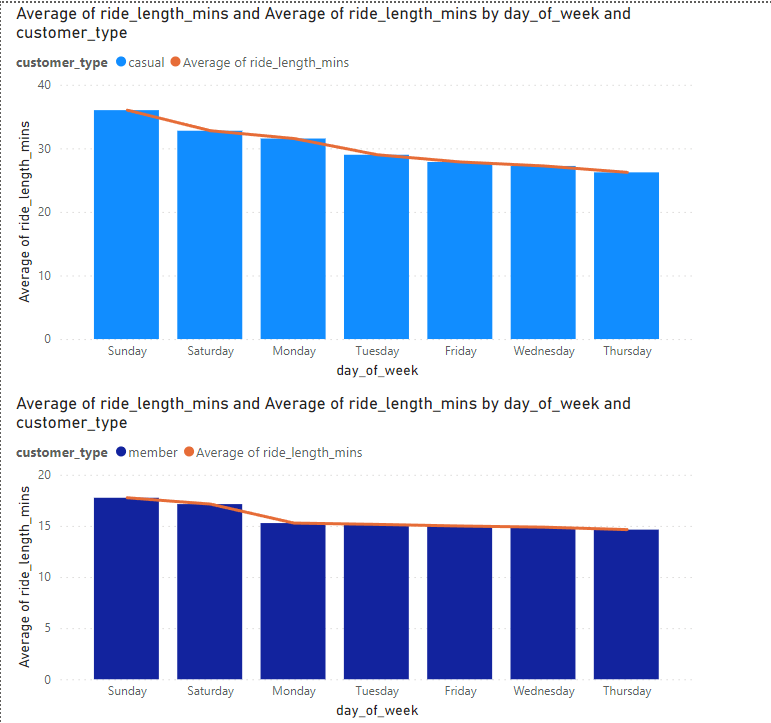 Average of ride_length_mins and Average of ride_length_mins by day_of_week and
customer_type
customer_type casual Average of ride_length_mins
40
30
20
10
0
Average of ride_length_mins
Sunday Saturday Monday Tuesday Friday Wednesday Thursday
day_of_week
Average of ride_length_mins and Average of ride_length_mins by day_of_week and
customer_type
customer_type member Average of ride_length_mins
20
15
10
5
0
Average of ride_length_mins
Sunday Saturday Monday Tuesday Friday Wednesday Thursday
day_of_week